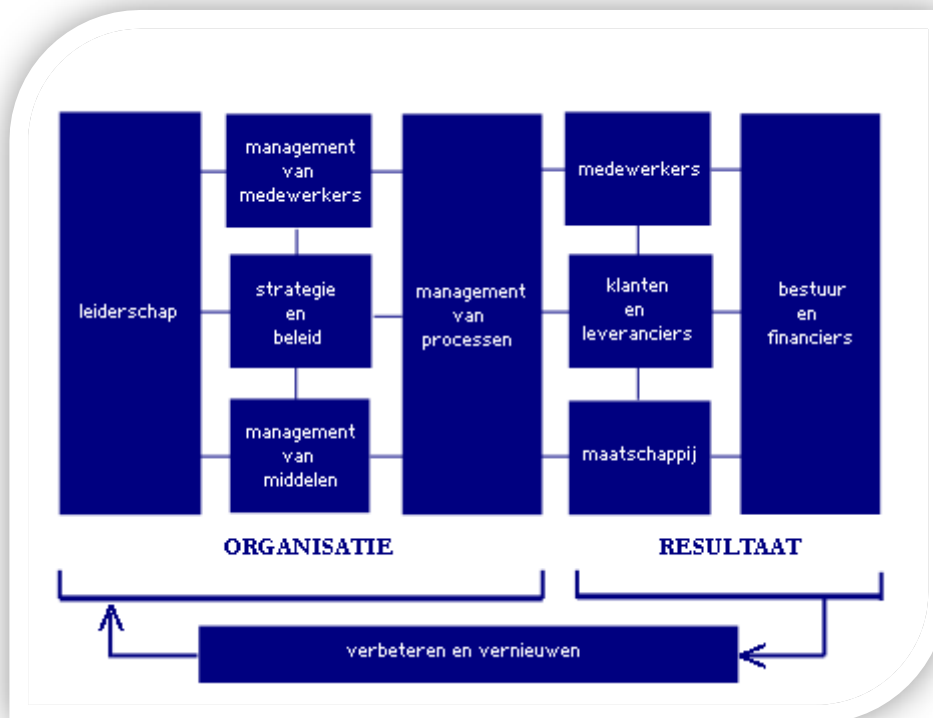 leiderschap
management
van
medewerkers
strategie
en
beleid
management
van
middelen
management
van
processen
medewerkers
klanten
en
leveranciers
maatschappij
bestuur
en
financiers
ORGANISATIE
RESULTAAT
verbeteren en vernieuwen